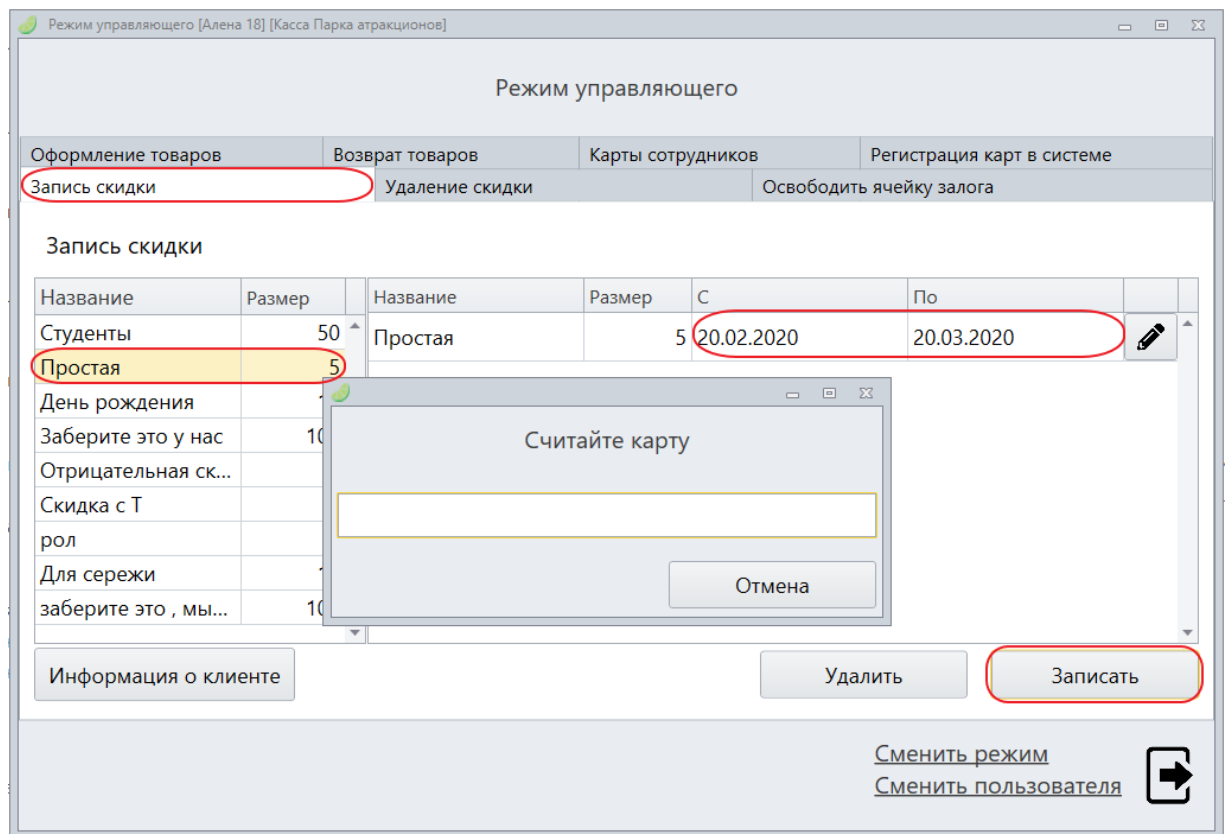 Режим управляющего [Алена 18] [Касса Парка атракционов]
Режим управляющего
Оформление товаров Возврат товаров Карты сотрудников Регистрация карт в системе
Запись скидки Удаление скидки Освободить ячейку залога
Запись скидки
Название Размер Название Размер С По
Студенты 50
Простая 5 20.02.2020 20.03.2020
Простая 5
День рождения
Считайте карту
Заберите это у нас
Отрицательная ск...
Скидка с Т
рол
Для сережи
Отмена
заберите это , мы...
Информация о клиенте Удалить Записать
Сменить режим
Сменить пользователя